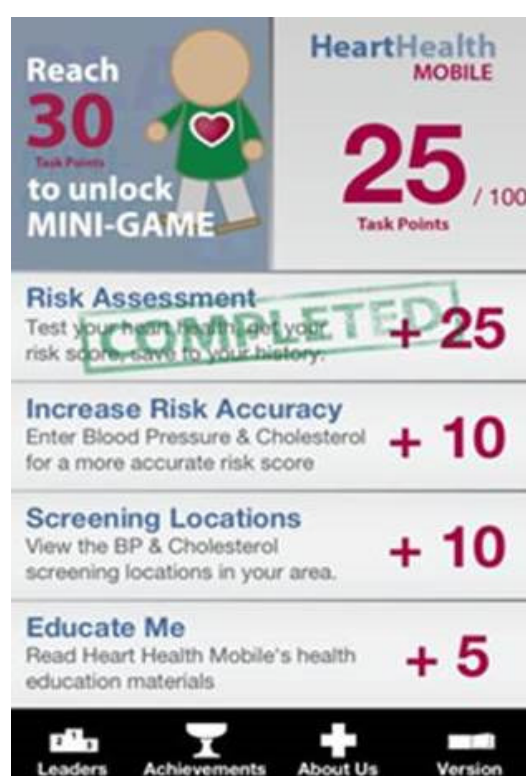 Reach
30
Task Points
to unlock
MINI-GAME
HeartHealth
MOBILE
25 / 100
Task Points
Risk Assessment
Test your heart health, get your
risk score, save to your history.
COMPLETED
+ 25
Increase Risk Accuracy
Enter Blood Pressure & Cholesterol
for a more accurate risk score
+ 10
Screening Locations
View the BP & Cholesterol
screening locations in your area.
+ 10
Educate Me
Read Heart Health Mobile's health
education materials
+ 5
2 1 3
Leaders Achievements About Us Version